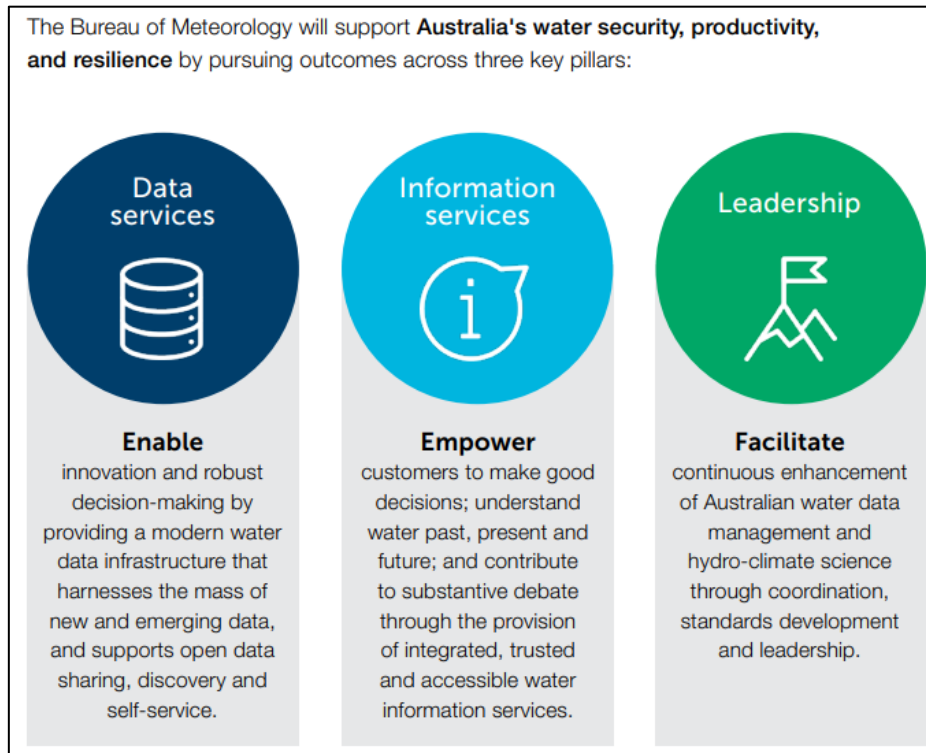 The Bureau of Meteorology will support Australia's water security, productivity,
and resilience by pursuing outcomes across three key pillars:
Data
services
Enable
innovation and robust
decision-making by
providing a modern water
data infrastructure that
harnesses the mass of
new and emerging data,
and supports open data
sharing, discovery and
self-service.
Information
services
i
Empower
customers to make good
decisions; understand
water past, present and
future; and contribute
to substantive debate
through the provision
of integrated, trusted
and accessible water
information services.
Leadership
Facilitate
continuous enhancement
of Australian water data
management and
hydro-climate science
through coordination,
standards development
and leadership.